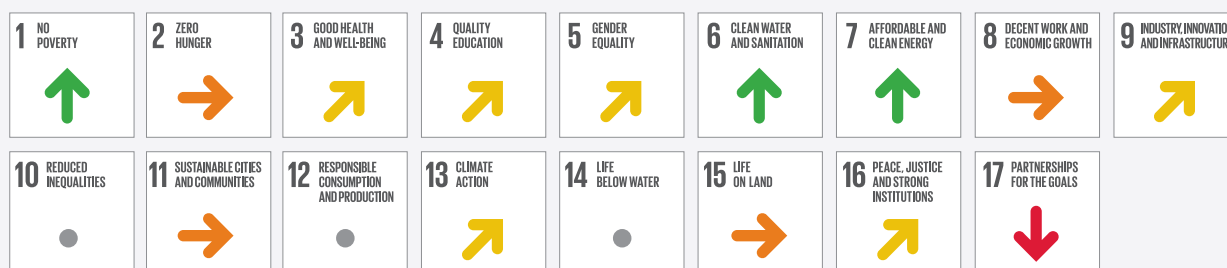 1 NO
POVERTY
2 ZERO
HUNGER
3 GOOD HEALTH
AND WELL-BEING
4 QUALITY
EDUCATION
5 GENDER
EQUALITY
6 CLEAN WATER
AND SANITATION
7 AFFORDABLE AND
CLEAN ENERGY
8 DECENT WORK AND
ECONOMIC GROWTH
9 INDUSTRY, INNOVATIO
AND INFRASTRUCTUR
10 REDUCED
INEQUALITIES
11 SUSTAINABLE CITIES
AND COMMUNITIES
12 RESPONSIBLE
CONSUMPTION
AND PRODUCTION
13 CLIMATE
ACTION
14 LIFE
BELOW WATER
15 LIFE
ON LAND
16 PEACE, JUSTICE
AND STRONG
INSTITUTIONS
17 PARTNERSHIPS
FOR THE GOALS